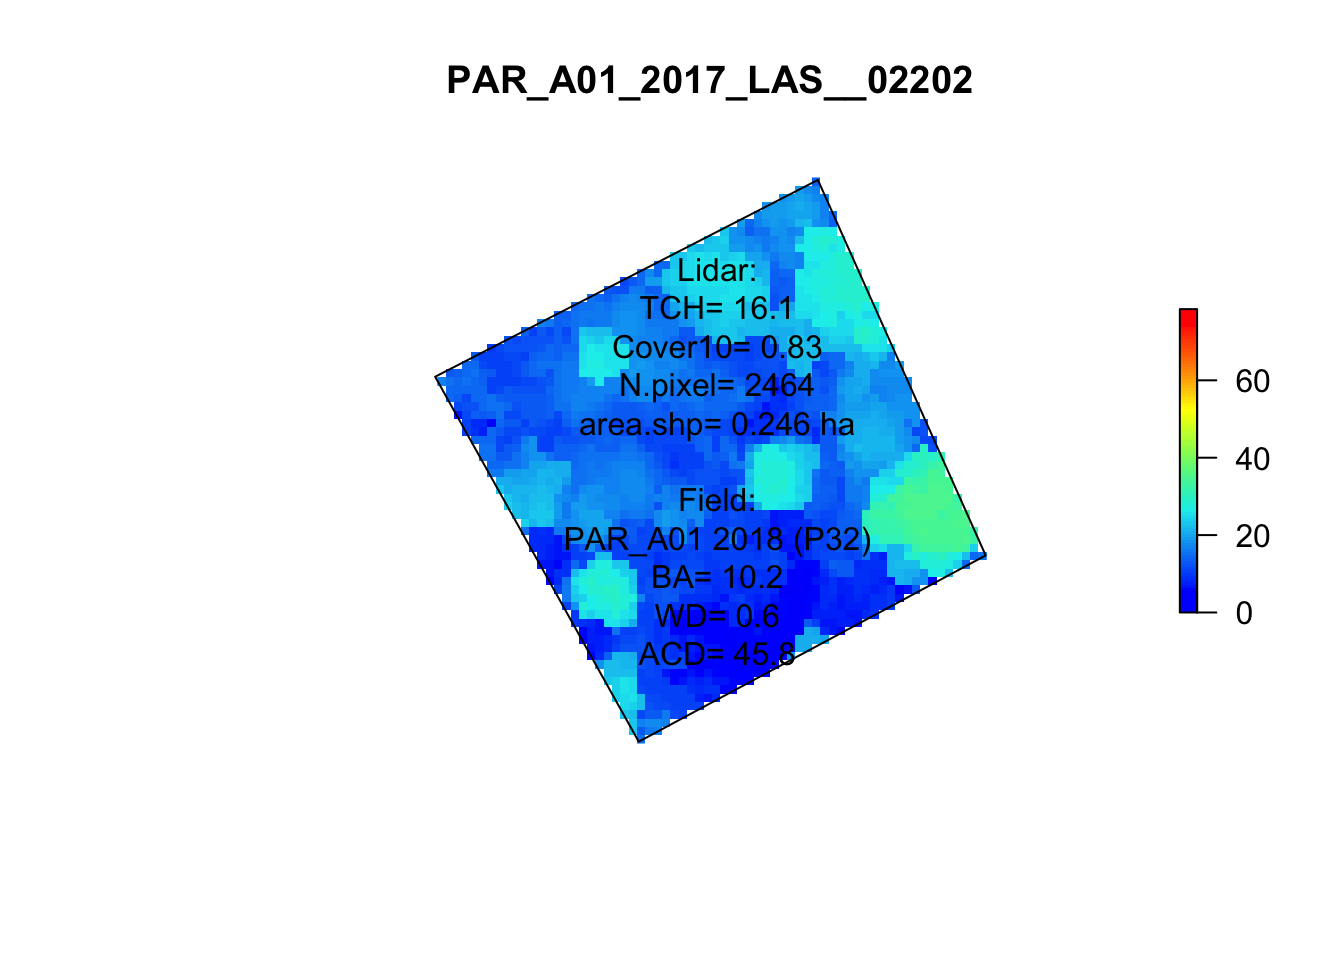 PAR_A01_2017_LAS__02202
Lidar:
TCH= 16.1
Cover10= 0.83
N.pixel= 2464
area.shp= 0.246 ha
Field:
PAR_A01 2018 (P32)
BA= 10.2
WD= 0.6
ACD= 45.8
60
40
20
0